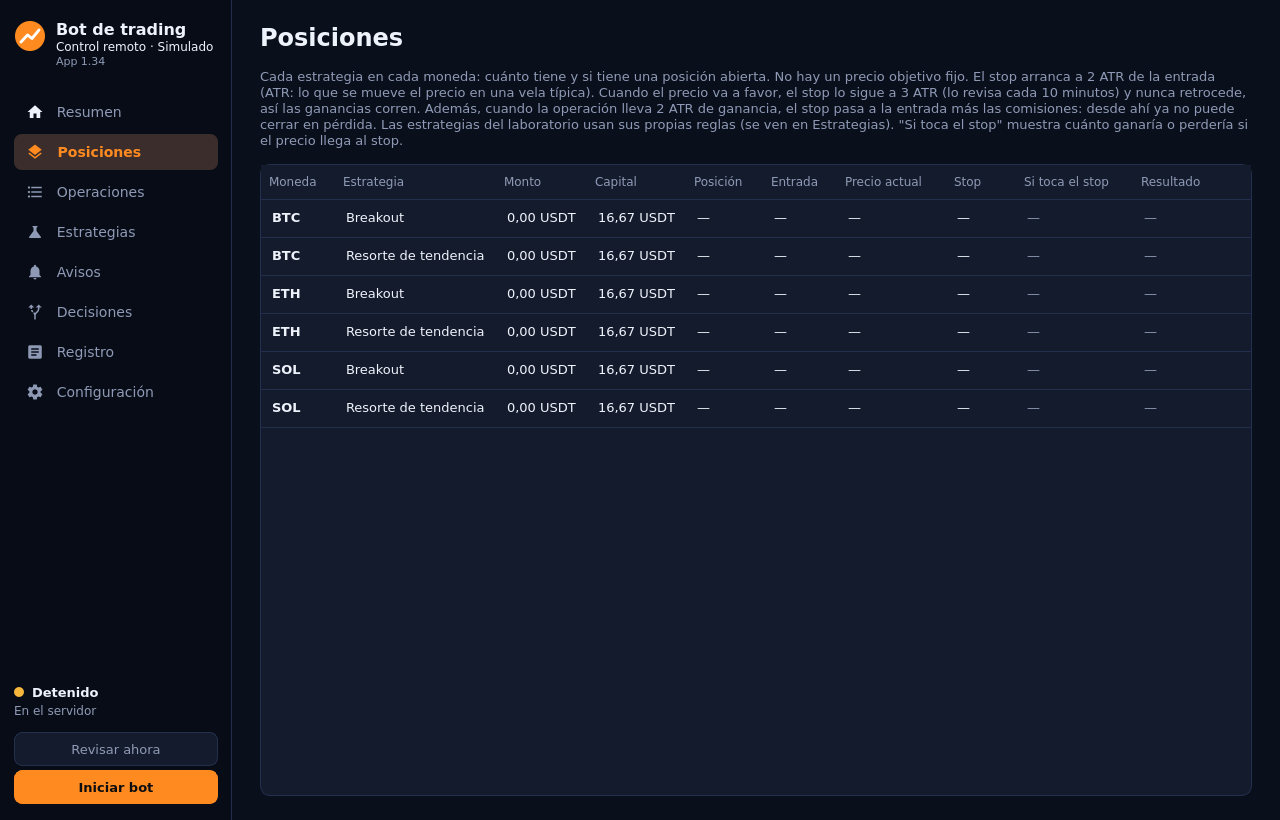 Bot de trading
Control remoto · Simulado
App 1.34
Resumen
Posiciones
Operaciones
Estrategias
Avisos
Decisiones
Registro
Configuración
Detenido
En el servidor
Revisar ahora
Iniciar bot
Posiciones
Cada estrategia en cada moneda: cuánto tiene y si tiene una posición abierta. No hay un precio objetivo fijo. El stop arranca a 2 ATR de la entrada
(ATR: lo que se mueve el precio en una vela típica). Cuando el precio va a favor, el stop lo sigue a 3 ATR (lo revisa cada 10 minutos) y nunca retrocede,
así las ganancias corren. Además, cuando la operación lleva 2 ATR de ganancia, el stop pasa a la entrada más las comisiones: desde ahí ya no puede
cerrar en pérdida. Las estrategias del laboratorio usan sus propias reglas (se ven en Estrategias). "Si toca el stop" muestra cuánto ganaría o perdería si
el precio llega al stop.
Moneda Estrategia Monto Capital Posición Entrada Precio actual Stop Si toca el stop Resultado
BTC Breakout 0,00 USDT 16,67 USDT — — — — — —
BTC Resorte de tendencia 0,00 USDT 16,67 USDT — — — — — —
ETH Breakout 0,00 USDT 16,67 USDT — — — — — —
ETH Resorte de tendencia 0,00 USDT 16,67 USDT — — — — — —
SOL Breakout 0,00 USDT 16,67 USDT — — — — — —
SOL Resorte de tendencia 0,00 USDT 16,67 USDT — — — — — —